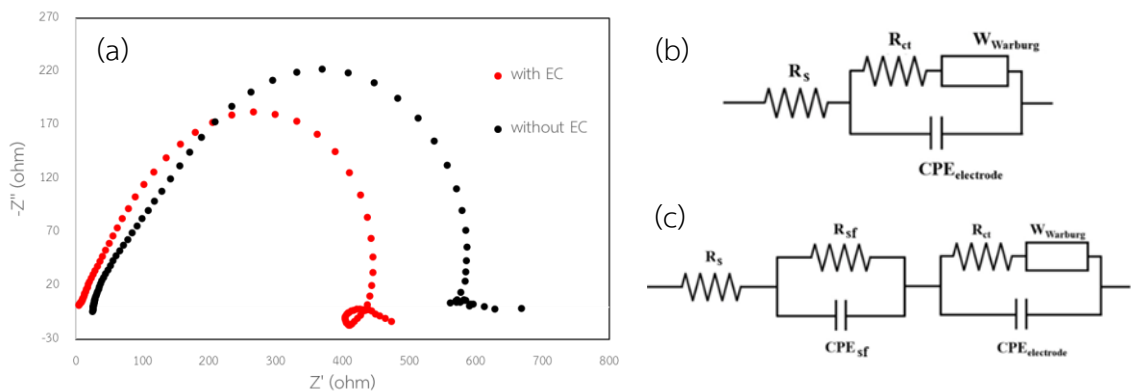 (a)
-Z'' (ohm)
270
220
170
120
70
20
-30
0
100
200
300
400
500
600
700
800
Z' (ohm)
with EC
without EC
(b)
Rs
Rct
WWarburg
CPEelectrode
(c)
Rs
Rsf
CPEsf
Rct
WWarburg
CPEelectrode